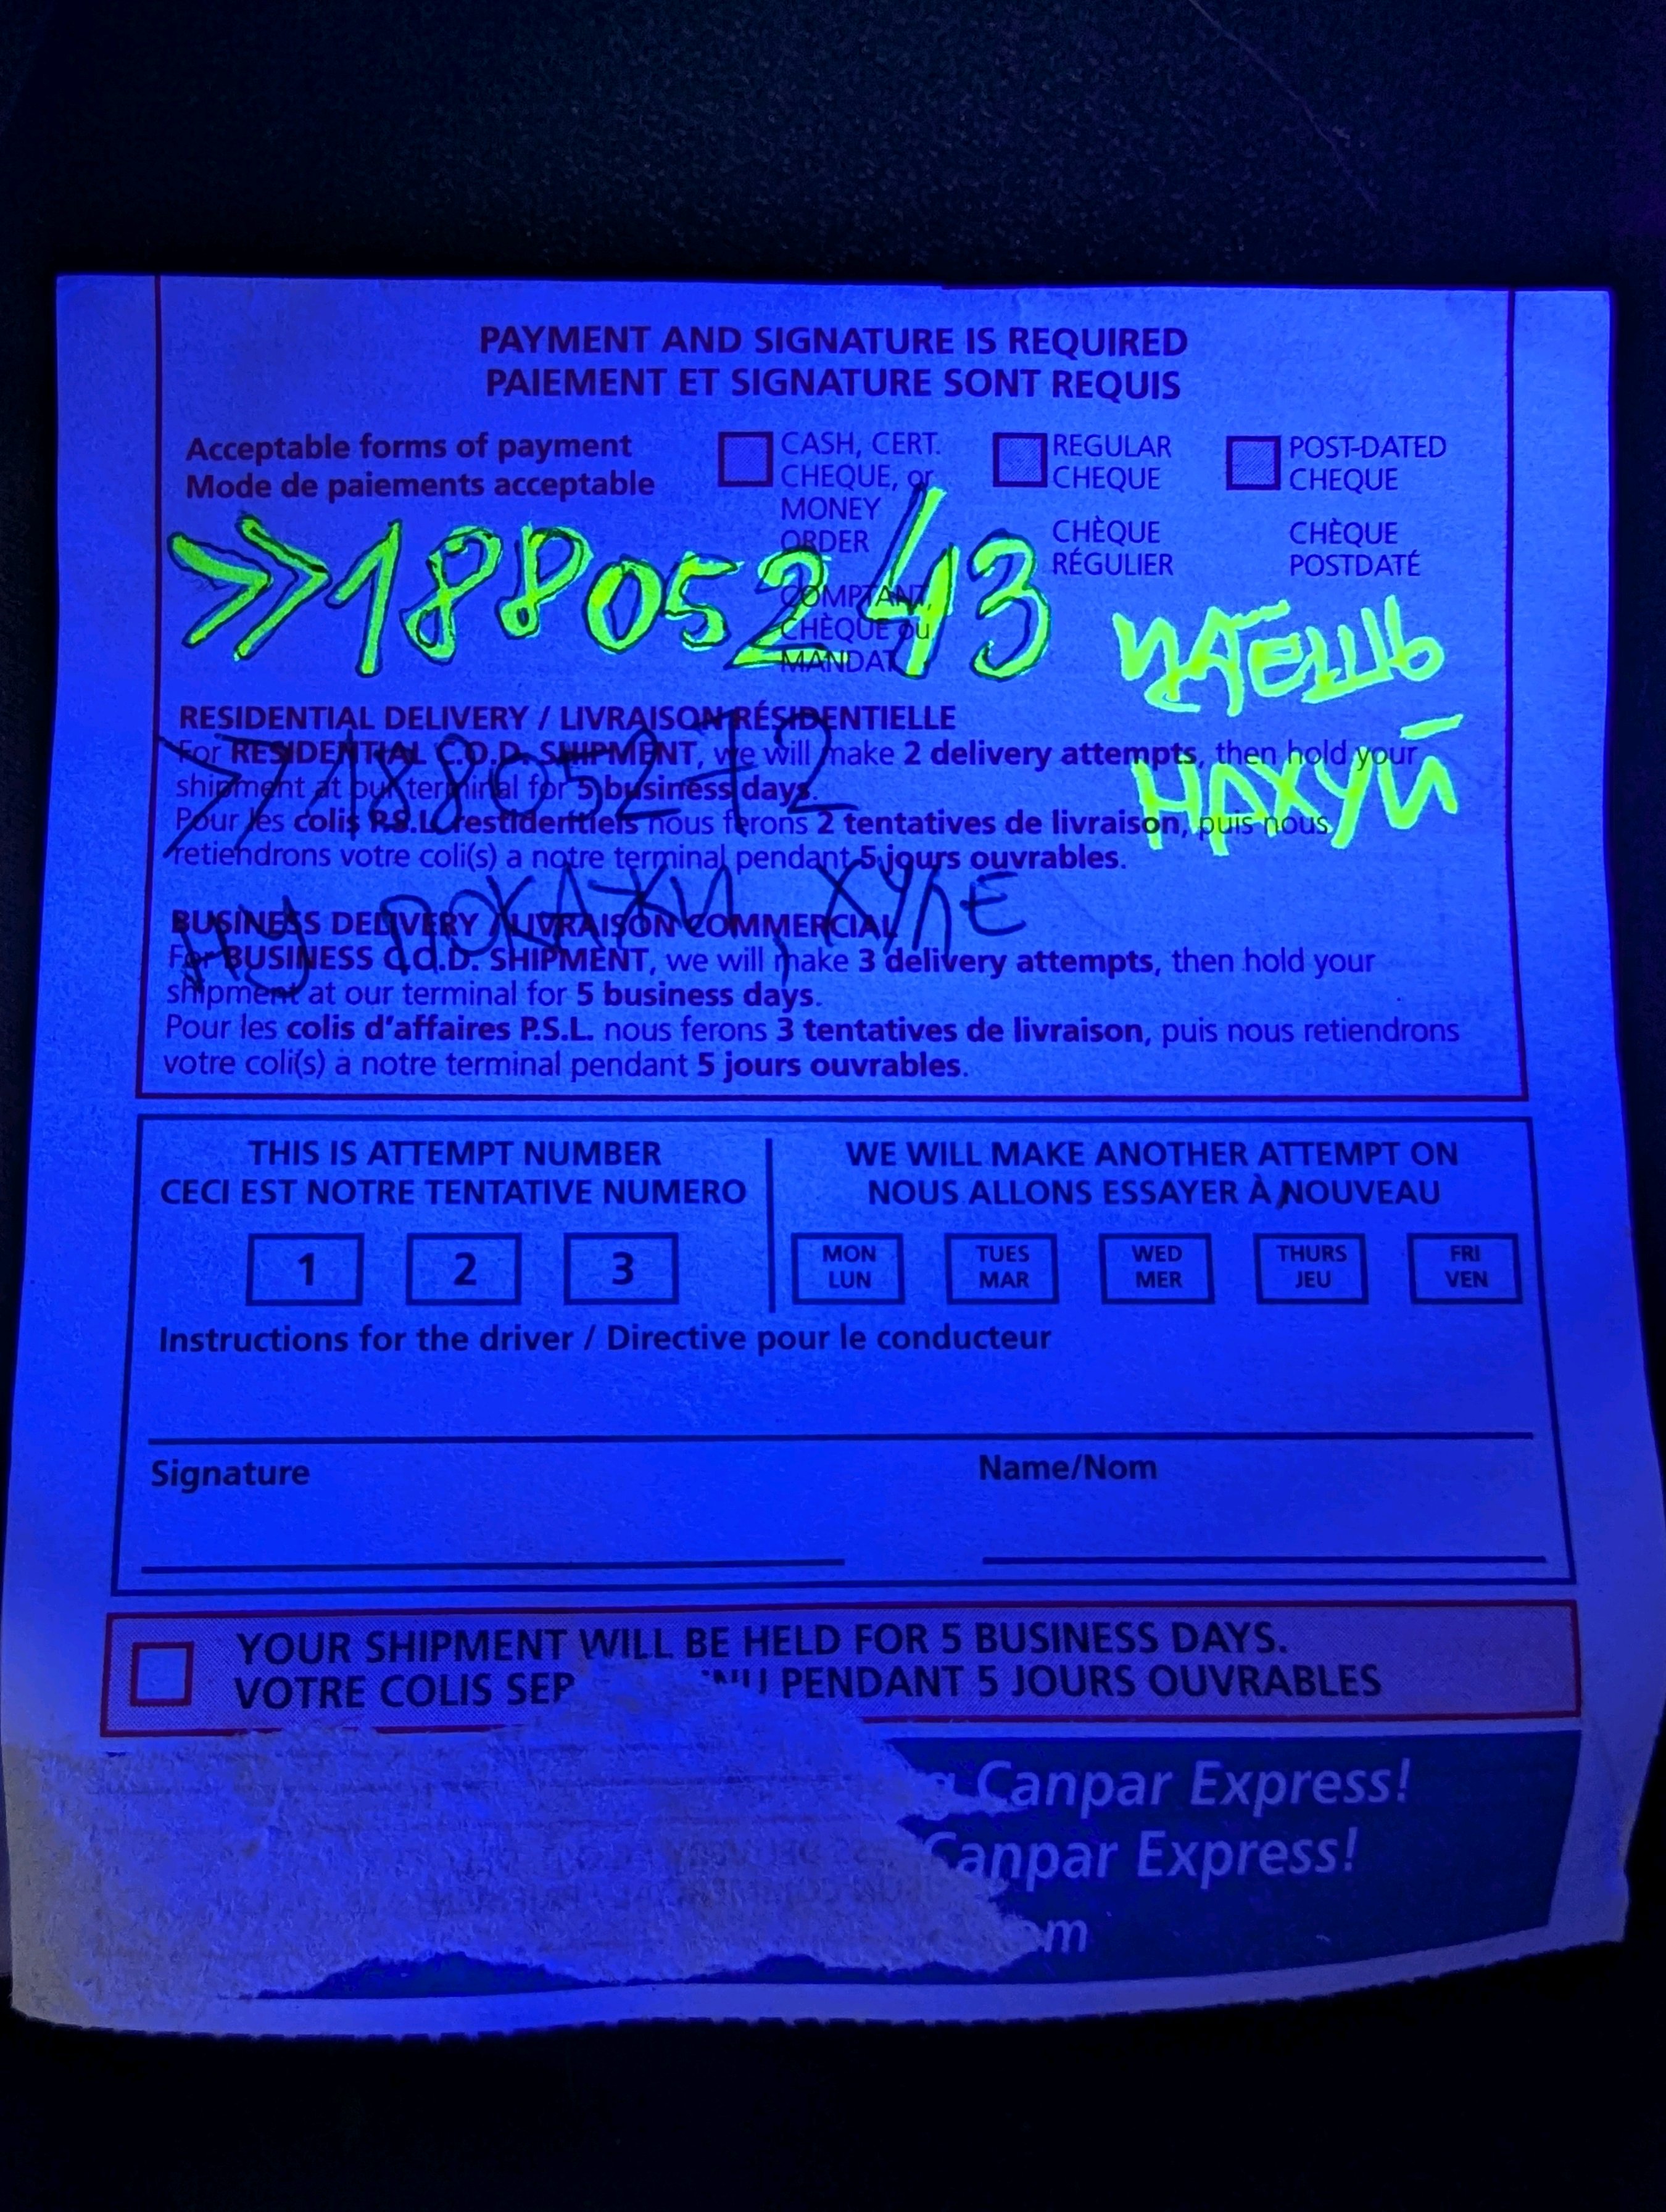 PAYMENT AND SIGNATURE IS REQUIRED
PAIEMENT ET SIGNATURE SONT REQUIS
Acceptable forms of payment
Mode de paiements acceptable
CASH, CERT.
CHEQUE, or
MONEY
ORDER
COMPTANT,
CHÈQUE ou
MANDAT
REGULAR
CHEQUE
CHÈQUE
RÉGULIER
POST-DATED
CHEQUE
CHÈQUE
POSTDATÉ
>>18805243
НАХУЙ
RESIDENTIAL DELIVERY / LIVRAISON RÉSIDENTIELLE
For RESIDENTIAL C.O.D. SHIPMENT, we will make 2 delivery attempts, then hold your
shipment at our terminal for 5 business days.
Pour les colis P.S.L. restidentiels nous ferons 2 tentatives de livraison, puis nous
retiendrons votre coli(s) a notre terminal pendant 5 jours ouvrables.
>>18805242
НУ ПОКАЖИ, ХУЛЕ
BUSINESS DELIVERY / LIVRAISON COMMERCIAL
For BUSINESS C.O.D. SHIPMENT, we will make 3 delivery attempts, then hold your
shipment at our terminal for 5 business days.
Pour les colis d'affaires P.S.L. nous ferons 3 tentatives de livraison, puis nous retiendrons
votre coli(s) a notre terminal pendant 5 jours ouvrables.
THIS IS ATTEMPT NUMBER
CECI EST NOTRE TENTATIVE NUMERO
1 2 3
WE WILL MAKE ANOTHER ATTEMPT ON
NOUS ALLONS ESSAYER À NOUVEAU
MON TUES WED THURS FRI
LUN MAR MER JEU VEN
Instructions for the driver / Directive pour le conducteur
Signature
Name/Nom
YOUR SHIPMENT WILL BE HELD FOR 5 BUSINESS DAYS.
VOTRE COLIS PENDANT 5 JOURS OUVRABLES
Canpar Express!
Canpar Express!